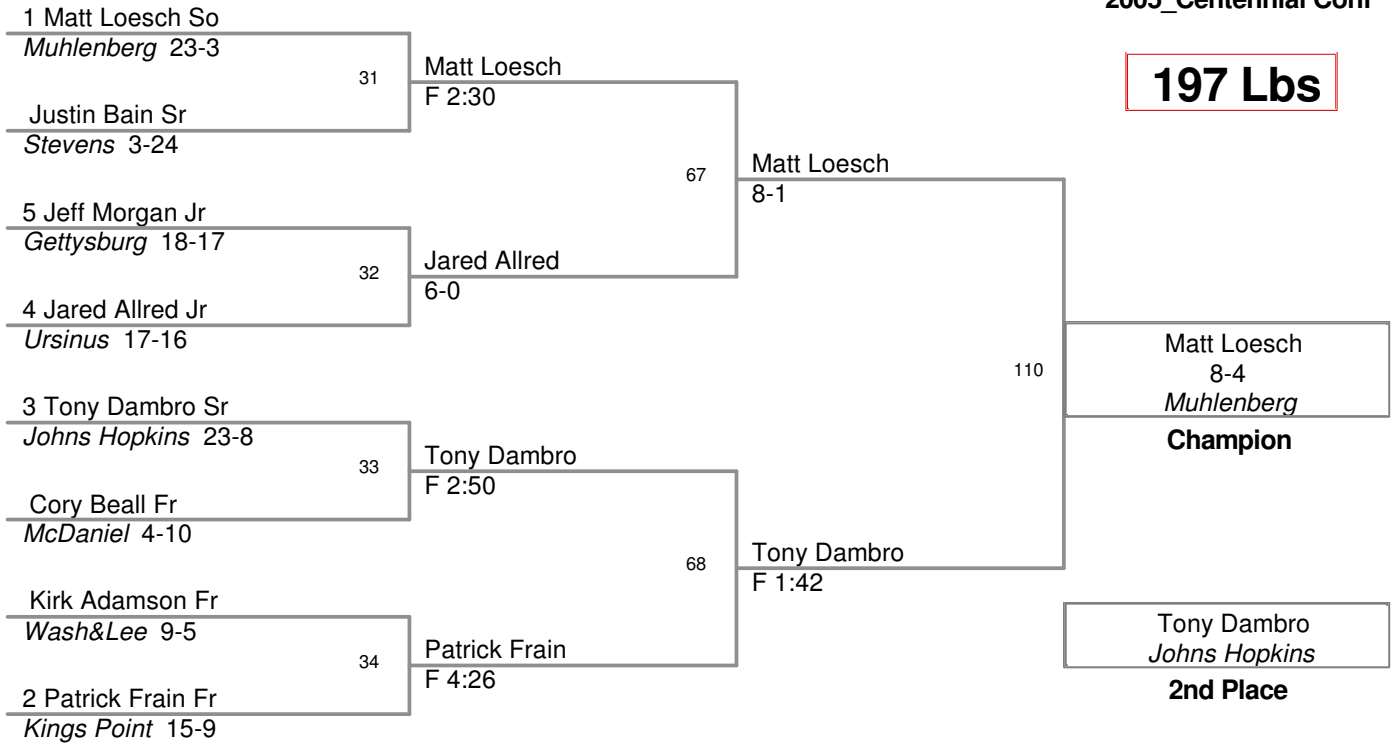 2005_Centennial Conf
197 Lbs
1 Matt Loesch So
Muhlenberg 23-3
31
Justin Bain Sr
Stevens 3-24
Matt Loesch
F 2:30
5 Jeff Morgan Jr
Gettysburg 18-17
32
4 Jared Allred Jr
Ursinus 17-16
Jared Allred
6-0
67
Matt Loesch
8-1
3 Tony Dambro Sr
Johns Hopkins 23-8
33
Cory Beall Fr
McDaniel 4-10
Tony Dambro
F 2:50
Kirk Adamson Fr
Wash&Lee 9-5
34
2 Patrick Frain Fr
Kings Point 15-9
Patrick Frain
F 4:26
68
Tony Dambro
F 1:42
110
Matt Loesch
8-4
Muhlenberg
Champion
Tony Dambro
Johns Hopkins
2nd Place